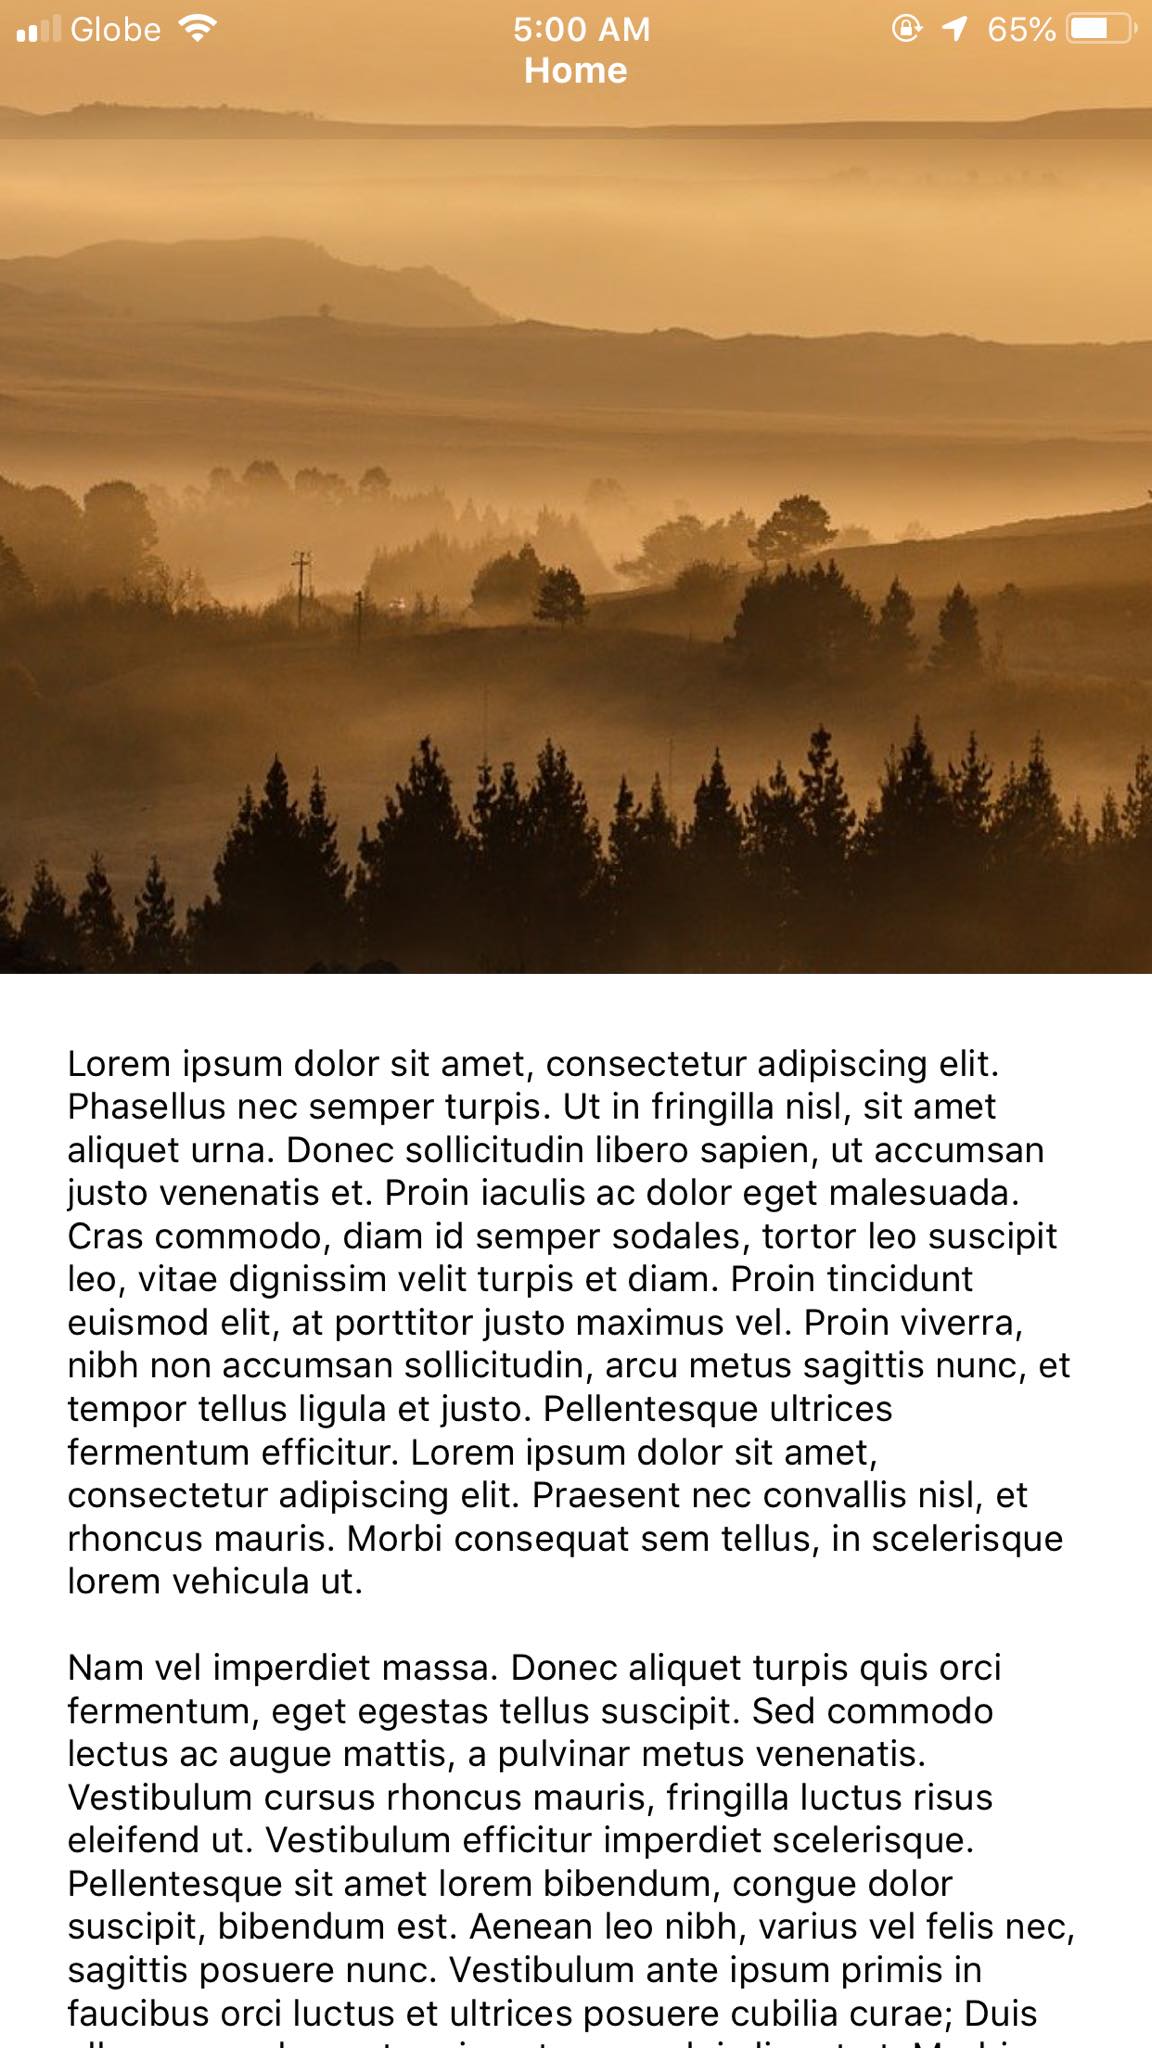 Globe 5:00 AM 65%
Home
Lorem ipsum dolor sit amet, consectetur adipiscing elit.
Phasellus nec semper turpis. Ut in fringilla nisl, sit amet
aliquet urna. Donec sollicitudin libero sapien, ut accumsan
justo venenatis et. Proin iaculis ac dolor eget malesuada.
Cras commodo, diam id semper sodales, tortor leo suscipit
leo, vitae dignissim velit turpis et diam. Proin tincidunt
euismod elit, at porttitor justo maximus vel. Proin viverra,
nibh non accumsan sollicitudin, arcu metus sagittis nunc, et
tempor tellus ligula et justo. Pellentesque ultrices
fermentum efficitur. Lorem ipsum dolor sit amet,
consectetur adipiscing elit. Praesent nec convallis nisl, et
rhoncus mauris. Morbi consequat sem tellus, in scelerisque
lorem vehicula ut.
Nam vel imperdiet massa. Donec aliquet turpis quis orci
fermentum, eget egestas tellus suscipit. Sed commodo
lectus ac augue mattis, a pulvinar metus venenatis.
Vestibulum cursus rhoncus mauris, fringilla luctus risus
eleifend ut. Vestibulum efficitur imperdiet scelerisque.
Pellentesque sit amet lorem bibendum, congue dolor
suscipit, bibendum est. Aenean leo nibh, varius vel felis nec,
sagittis posuere nunc. Vestibulum ante ipsum primis in
faucibus orci luctus et ultrices posuere cubilia curae; Duis